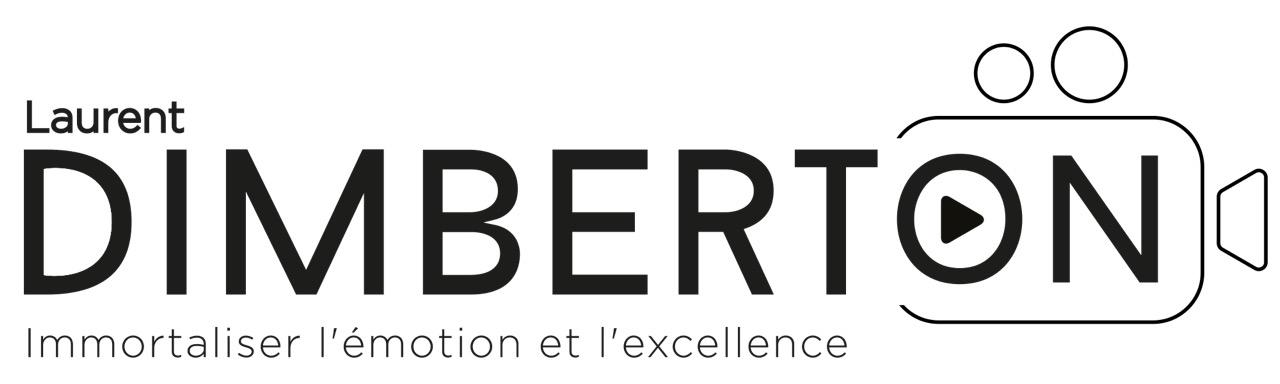 Laurent
DIMBERTON
Immortaliser l'émotion et l'excellence